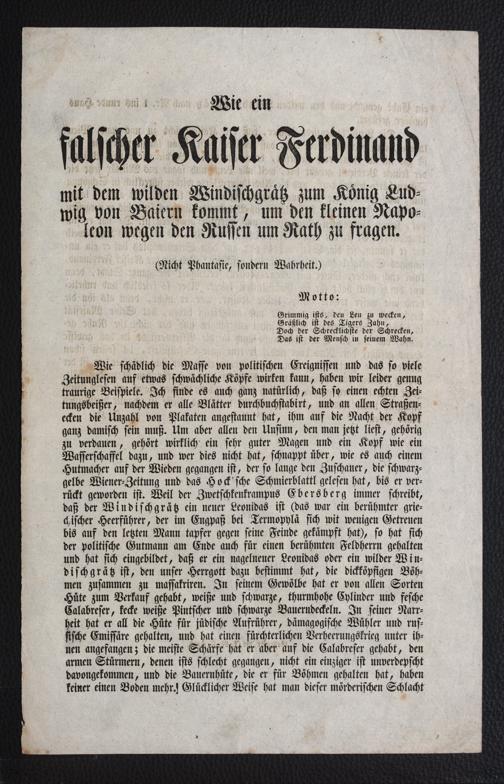 Wie ein
falscher Kaiser Ferdinand
mit dem wilden Windischgrätz zum König Lud-
wig von Baiern kommt, um den kleinen Napo-
leon wegen den Russen um Rath zu fragen.
(Nicht Phantasie, sondern Wahrheit.)
Motto:
Grimmig ists, den Leu zu wecken,
Gräßlich ist des Tigers Zahn,
Doch der Schrecklichste der Schrecken,
Das ist der Mensch in seinem Wahn.
Wie schädlich die Masse von politischen Ereignissen und das so viele
Zeitunglesen auf etwas schwächliche Köpfe wirken kann, haben wir leider genug
traurige Beispiele. Ich finde es auch ganz natürlich, daß so einen echten Zei-
tungsbeißer, nachdem er alle Blätter durchbuchstabirt, und an allen Straßen-
ecken die Unzahl von Plakaten angestannt hat, ihm auf die Nacht der Kopf
ganz damisch sein muß. Um aber allen den Unsinn, den man jetzt liest, gehörig
zu verdauen, gehört wirklich ein sehr guter Magen und ein Kopf wie ein
Wasserschaffel dazu, und wer dies nicht hat, schnappt über, wie es auch einem
Hutmacher auf der Wieden gegangen ist, der so lange den Zuschauer, die schwarz-
gelbe Wiener-Zeitung und das Hock'sche Schmierblattl gelesen hat, bis er ver-
rückt geworden ist. Weil der Zwetschkenkrampus Ebersberg immer schreibt,
daß der Windischgrätz ein neuer Leonidas ist (das war ein berühmter grie-
chischer Heerführer, der im Engpaß bei Termopylä sich wit wenigen Getreuen
bis auf den letzten Mann tapfer gegen seine Feinde gekämpft hat), so hat sich
der politische Gutmann am Ende auch für einen berühmten Feldherrn gehalten
und hat sich eingebildet, daß er ein nagelneuer Leonidas oder ein wilder Win-
dischgrätz ist, den unser Herrgott dazu bestimmt hat, die dickköpfigen Böh-
men zusammen zu massakriren. In seinem Gewölbe hat er von allen Sorten
Hüte zum Verkauf gehabt, weiße und schwarze, thurmhohe Cylinder und fesche
Calabreser, kecke weiße Pintscher und schwarze Bauerndeckeln. In seiner Narr-
heit hat er all die Hüte für jüdische Aufrührer, dämagogische Wühler und rus-
sische Emissäre gehalten, und hat einen fürchterlichen Verheerungskrieg unter ih-
nen angefangen; die meiste Schärfe hat er aber auf die Calabreser gehabt, den
armen Stürmern, denen ists schlecht gegangen, nicht ein einziger ist unverdepscht
davongekommen, und die Bauernhüte, die er für Böhmen gehalten hat, haben
keiner einen Boden mehr.! Glücklicher Weise hat man dieser mörderischen Schlacht